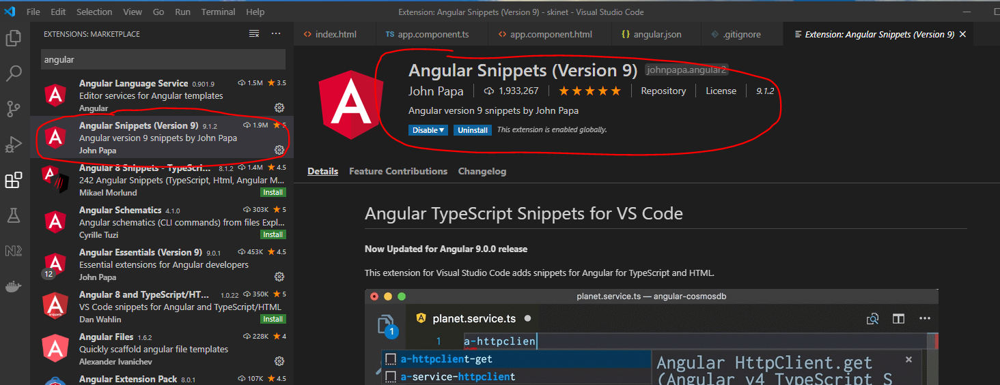 File Edit Selection View Go Run Terminal Help
Extension: Angular Snippets (Version 9) - skinet - Visual Studio Code
EXTENSIONS: MARKETPLACE
angular
Angular Language Service 0.901.9 1.5M 3.5
Editor services for Angular templates
Angular
Angular Snippets (Version 9) 9.1.2 1.9M 5
Angular version 9 snippets by John Papa
John Papa
Angular 8 Snippets - TypeScri... 8.1.2 1.4M 4.5
242 Angular Snippets (TypeScript, Html, Angular M...
Mikael Morlund Install
Angular Schematics 4.1.0 303K 5
Angular schematics (CLI commands) from files Expl...
Cyrille Tuzi Install
Angular Essentials (Version 9) 9.0.1 453K 4.5
Essential extensions for Angular developers
12
John Papa
Angular 8 and TypeScript/HT... 1.0.22 350K 5
VS Code snippets for Angular and TypeScript/HTML
snippets
Dan Wahlin Install
Angular Files 1.6.2 228K 4
Quickly scaffold angular file templates
Alexander Ivanichev
Angular Extension Pack 8.0.1 107K 4.5
index.html TS app.component.ts app.component.html {} angular.json .gitignore Extension: Angular Snippets (Version 9)
Angular Snippets (Version 9) johnpapa.angular2
John Papa 1,933,267 Repository License 9.1.2
Angular version 9 snippets by John Papa
Disable Uninstall This extension is enabled globally.
Details Feature Contributions Changelog
Angular TypeScript Snippets for VS Code
Now Updated for Angular 9.0.0 release
This extension for Visual Studio Code adds snippets for Angular for TypeScript and HTML.
planet.service.ts — angular-cosmosdb
planet.service.ts
1
1 a-httpclien
a-httpclient-get
a-service-httpclient
Angular HttpClient.get
(Angular v4 TypeScript S